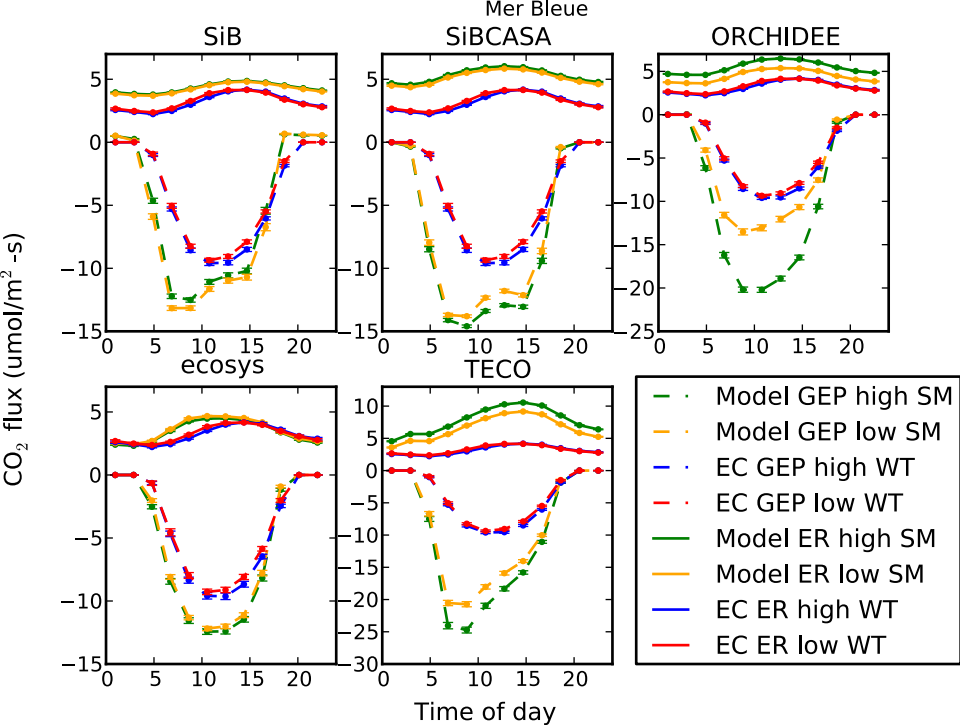 Mer Bleue
SiB
SiBCASA
ORCHIDEE
5
0
−5
−10
−15
0 5 10 15 20
5
0
−5
−10
−15
0 5 10 15 20
5
0
−5
−10
−15
−20
−25
0 5 10 15 20
CO2 flux (umol/m2 -s)
ecosys
TECO
5
0
−5
−10
−15
0 5 10 15 20
10
5
0
−5
−10
−15
−20
−25
−30
0 5 10 15 20
Time of day
Model GEP high SM
Model GEP low SM
EC GEP high WT
EC GEP low WT
Model ER high SM
Model ER low SM
EC ER high WT
EC ER low WT